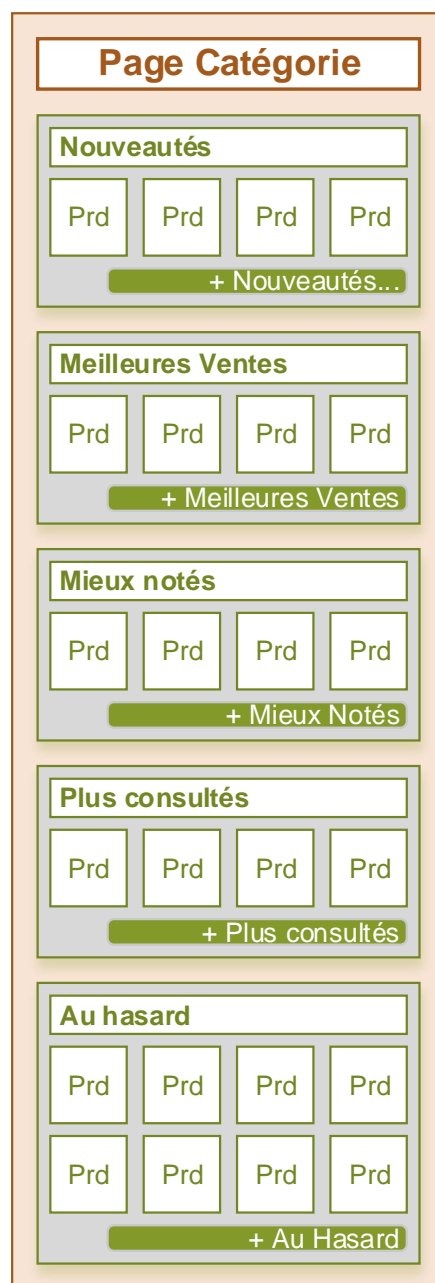 Page Catégorie
Nouveautés
Prd Prd Prd Prd
+ Nouveautés...
Meilleures Ventes
Prd Prd Prd Prd
+ Meilleures Ventes
Mieux notés
Prd Prd Prd Prd
+ Mieux Notés
Plus consultés
Prd Prd Prd Prd
+ Plus consultés
Au hasard
Prd Prd Prd Prd
Prd Prd Prd Prd
+ Au Hasard